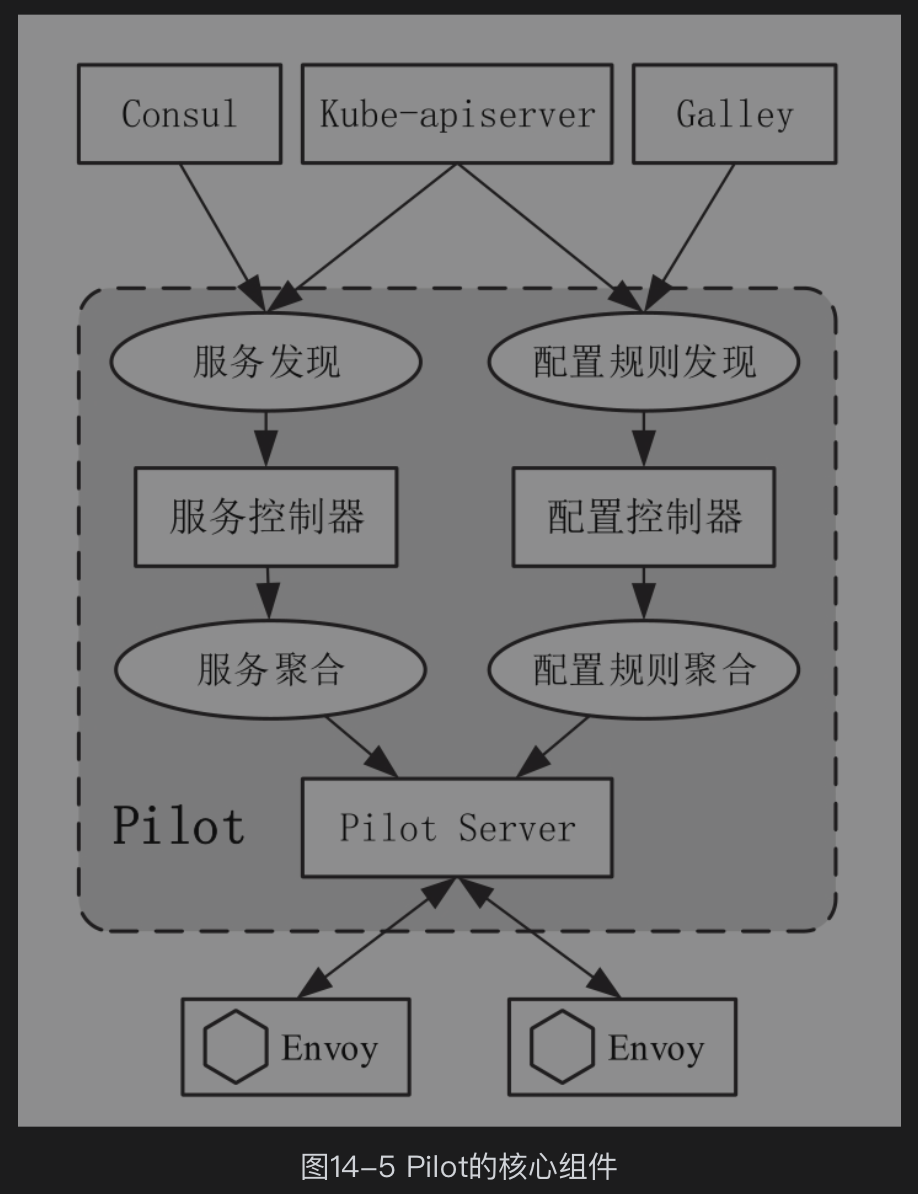 Consul
Kube-apiserver
Galley
服务发现
配置规则发现
服务控制器
配置控制器
服务聚合
配置规则聚合
Pilot
Pilot Server
Envoy
Envoy
图14-5 Pilot的核心组件